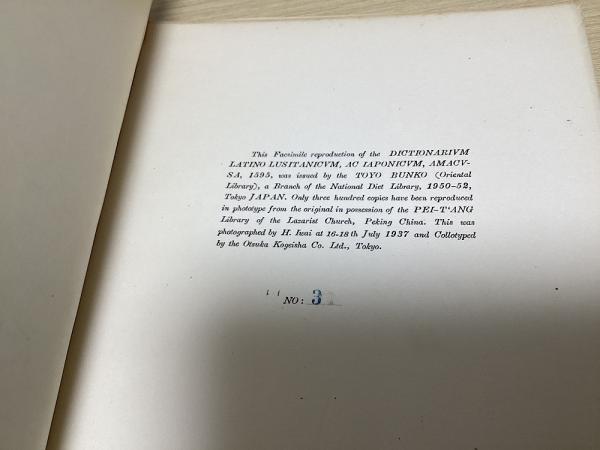 This Facsimile reproduction of the DICTIONARIVM
LATINO LUSITANICVM, AC IAPONICVM, AMACV-
SA, 1595, was issued by the TOYO BUNKO (Oriental
Library), a Branch of the National Diet Library, 1950-52,
Tokyo JAPAN. Only three hundred copies have been reproduced
in phototype from the original in possession of the PEI-T'ANG
Library of the Lazarist Church, Peking China. This was
photographed by H. Iwai at 16-18th July 1937 and Collotyped
by the Otsuka Kogeisha Co. Ltd., Tokyo.
NO: 3